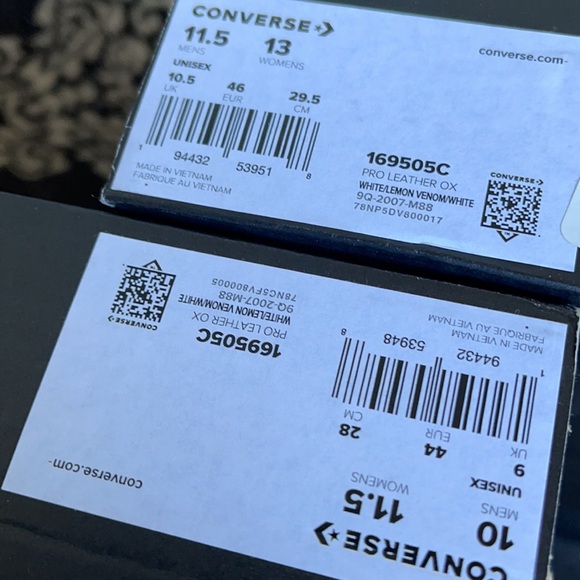 CONVERSE
11.5 13
MENS WOMENS
converse.com-
UNISEX
10.5 46 29.5
UK EUR CM
1 94432 53951 8
MADE IN VIETNAM
FABRIQUE AU VIETNAM
169505C
PRO LEATHER OX
WHITE/LEMON VENOM/WHITE
9Q-2007-M88
78NP5DV800017
CONVERSE
CONVERSE
10 11.5
MENS WOMENS
converse.com-
UNISEX
9 44 28
UK EUR CM
1 94432 53948 8
MADE IN VIETNAM
FABRIQUE AU VIETNAM
169505C
PRO LEATHER OX
WHITE/LEMON VENOM/WHITE
9Q-2007-M88
78NC5FV800005
CONVERSE